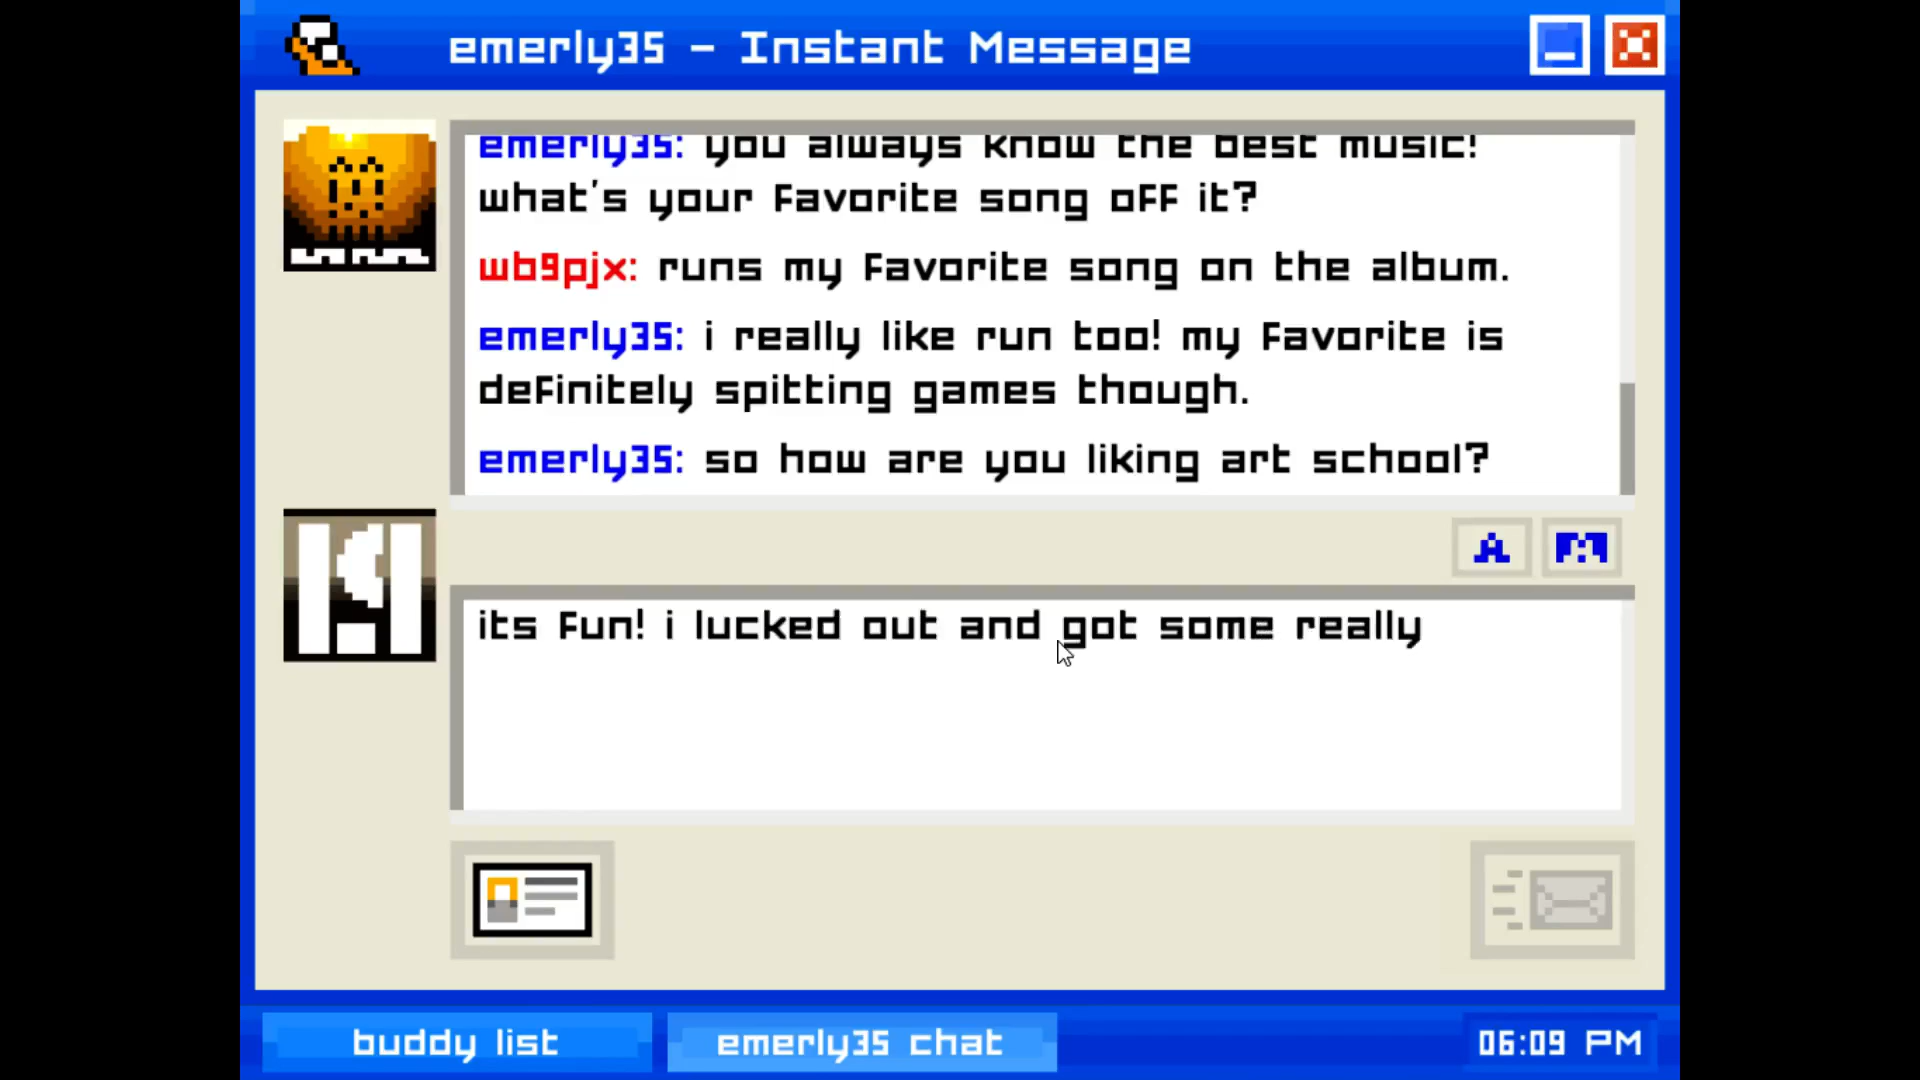 emerly35 - Instant Message
emerly35: you always know the best music!
what's your favorite song off it?
wb9pjx: runs my favorite song on the album.
emerly35: i really like run too! my favorite is
definitely spitting games though.
emerly35: so how are you liking art school?
A
its fun! i lucked out and got some really
buddy list
emerly35 chat
06:09 PM